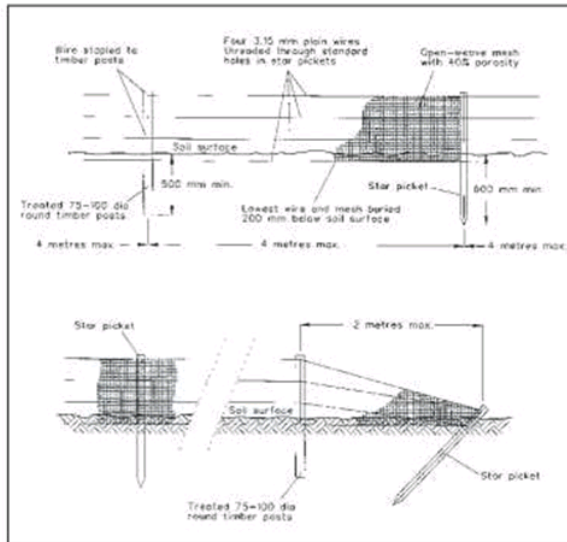 Wire stapled to
timber posts
Four 3.15 mm plain wires
threaded through standard
holes in star pickets
Open-weave mesh
with 40% porosity
Soil surface
500 mm min.
600 mm min.
Star picket
Treated 75-100 dia
round timber posts
Lowest wire and mesh buried
200 mm below soil surface
4 metres max.
4 metres max.
4 metres max.
Star picket
2 metres max.
Soil surface
Star picket
Treated 75-100 dia
round timber posts